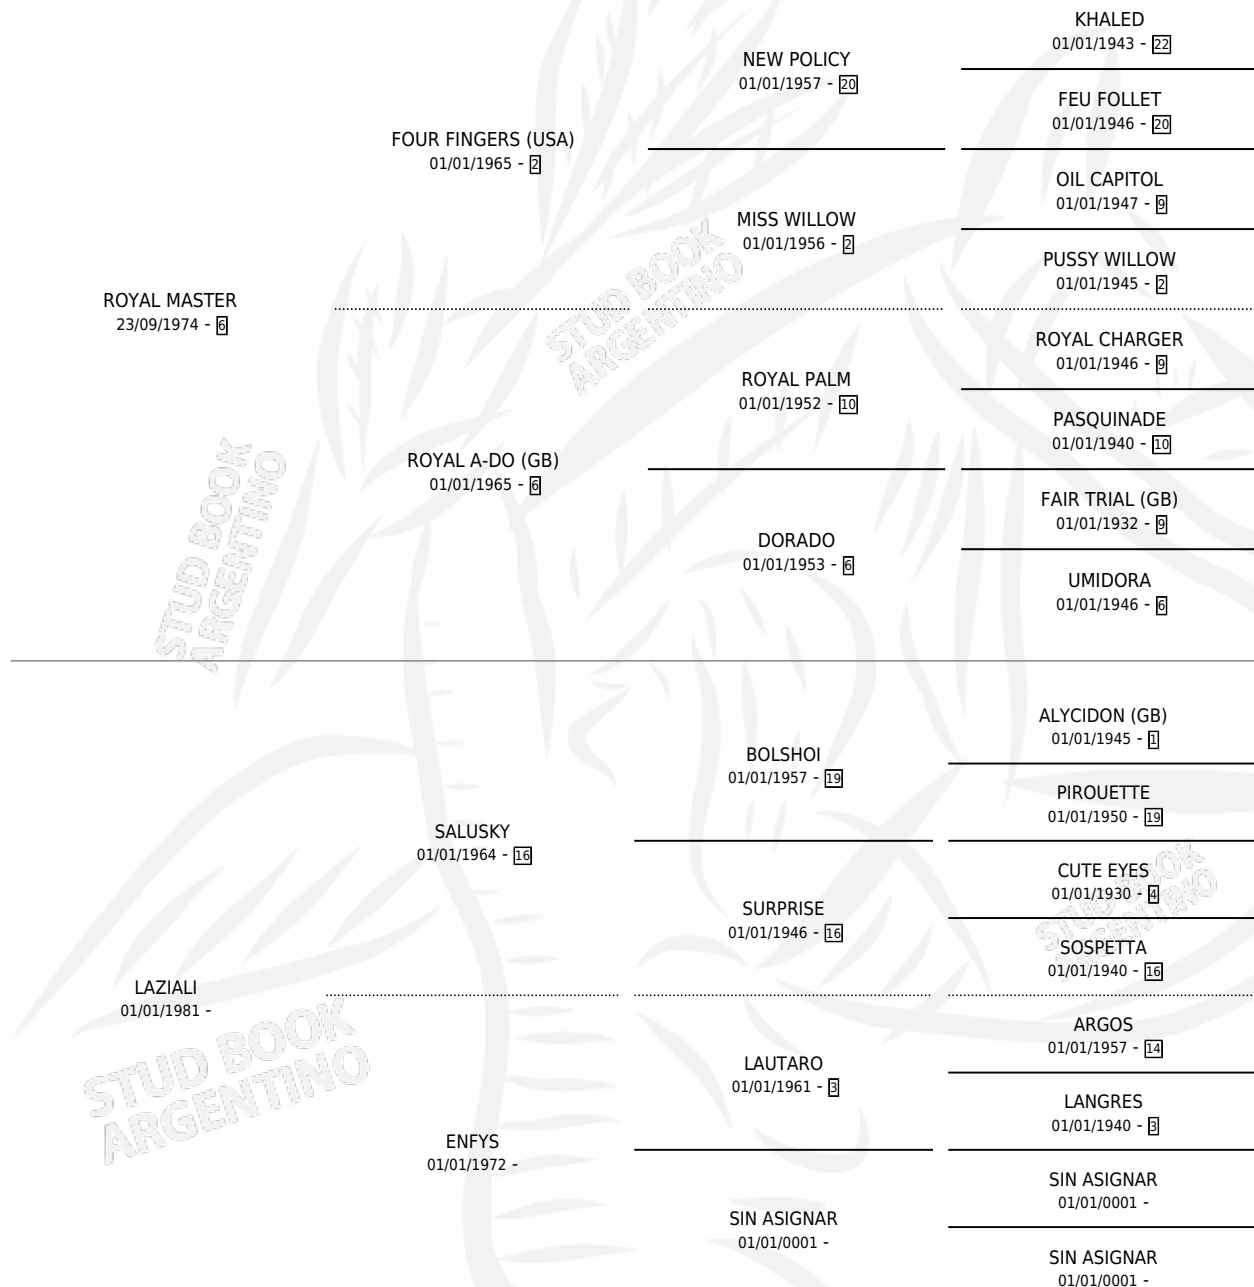 KHALED
01/01/1943 - 22
NEW POLICY
01/01/1957 - 20
FEU FOLLET
01/01/1946 - 20
FOUR FINGERS (USA)
01/01/1965 - 2
OIL CAPITOL
01/01/1947 - 9
MISS WILLOW
01/01/1956 - 2
PUSSY WILLOW
01/01/1945 - 2
ROYAL MASTER
23/09/1974 - 6
ROYAL CHARGER
01/01/1946 - 9
ROYAL PALM
01/01/1952 - 10
PASQUINADE
01/01/1940 - 10
ROYAL A-DO (GB)
01/01/1965 - 6
FAIR TRIAL (GB)
01/01/1932 - 9
DORADO
01/01/1953 - 6
UMIDORA
01/01/1946 - 6
ALYCIDON (GB)
01/01/1945 - 1
BOLSHOI
01/01/1957 - 19
PIROUETTE
01/01/1950 - 19
SALUSKY
01/01/1964 - 16
CUTE EYES
01/01/1930 - 4
SURPRISE
01/01/1946 - 16
SOSPETTA
01/01/1940 - 16
LAZIALI
01/01/1981 -
ARGOS
01/01/1957 - 14
LAUTARO
01/01/1961 - 3
LANGRES
01/01/1940 - 3
ENFYS
01/01/1972 -
SIN ASIGNAR
01/01/0001 -
SIN ASIGNAR
01/01/0001 -
SIN ASIGNAR
01/01/0001 -
STUD BOOK
ARGENTINO
STUD BOOK
ARGENTINO
STUD BOOK
ARGENTINO
STUD BOOK
ARGENTINO